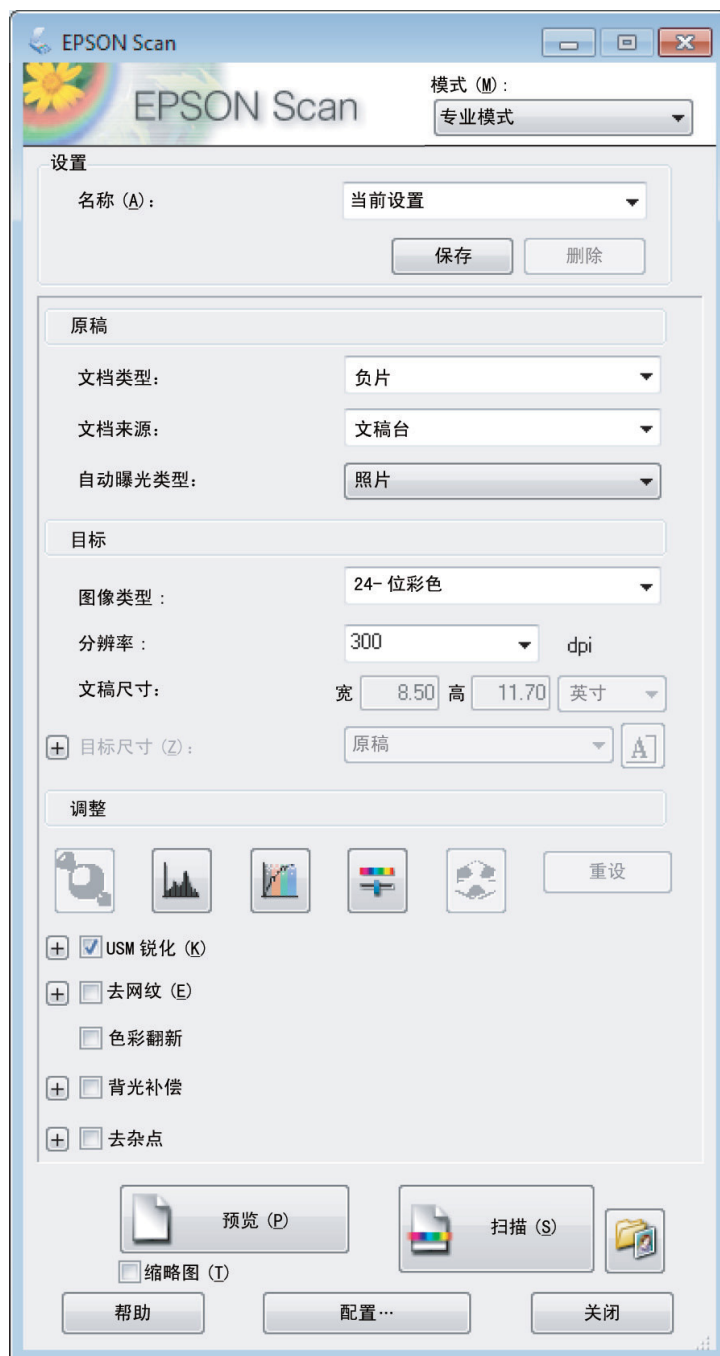 EPSON Scan
EPSON Scan
模式 (M) :
专业模式
设置
名称 (A):
当前设置
保存
删除
原稿
文档类型:
负片
文档来源:
文稿台
自动曝光类型:
照片
目标
图像类型 :
24- 位彩色
分辨率 :
300
dpi
文稿尺寸:
宽 8.50 高 11.70 英寸
目标尺寸 (Z):
原稿
A
调整
重设
USM 锐化 (K)
去网纹 (E)
色彩翻新
背光补偿
去杂点
预览 (P)
扫描 (S)
缩略图 (T)
帮助
配置…
关闭